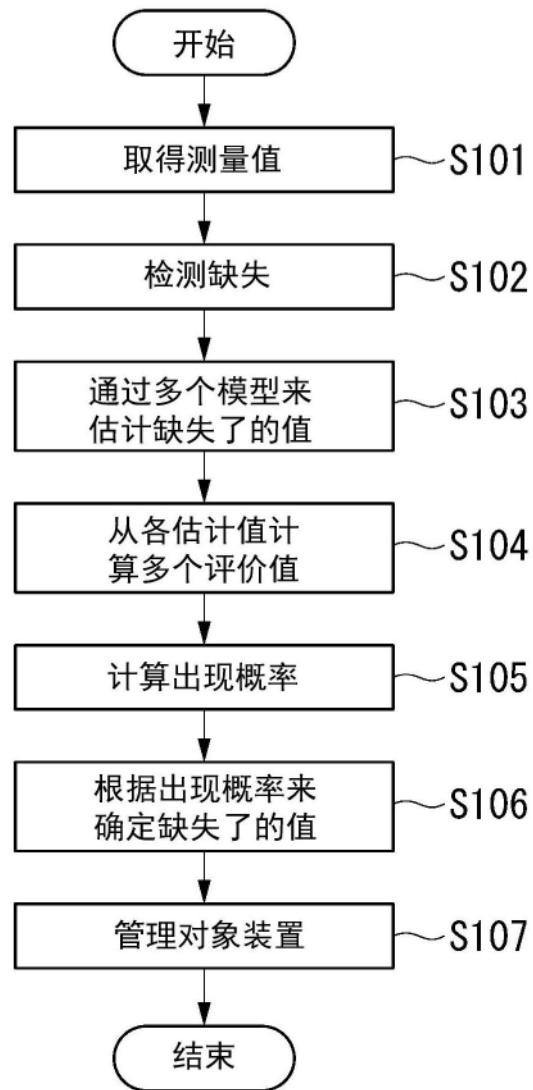 开始
取得测量值
S101
检测缺失
S102
通过多个模型来
估计缺失了的值
S103
从各估计值计
算多个评价值
S104
计算出现概率
S105
根据出现概率来
确定缺失了的值
S106
管理对象装置
S107
结束